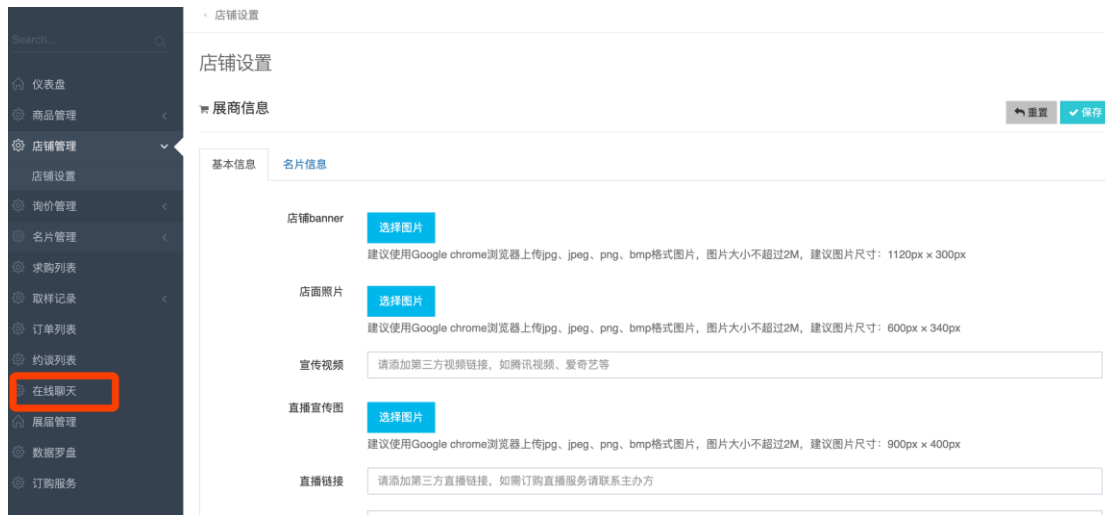 店铺设置
Search...
仪表盘
商品管理
店铺管理
店铺设置
询价管理
名片管理
求购列表
取样记录
订单列表
约谈列表
在线聊天
展届管理
数据罗盘
订购服务
店铺设置
展商信息
重置 保存
基本信息 名片信息
店铺banner 选择图片
建议使用Google chrome浏览器上传jpg、jpeg、png、bmp格式图片，图片大小不超过2M，建议图片尺寸：1120px × 300px
店面照片 选择图片
建议使用Google chrome浏览器上传jpg、jpeg、png、bmp格式图片，图片大小不超过2M，建议图片尺寸：600px × 340px
宣传视频 请添加第三方视频链接，如腾讯视频、爱奇艺等
直播宣传图 选择图片
建议使用Google chrome浏览器上传jpg、jpeg、png、bmp格式图片，图片大小不超过2M，建议图片尺寸：900px × 400px
直播链接 请添加第三方直播链接，如需订购直播服务请联系主办方